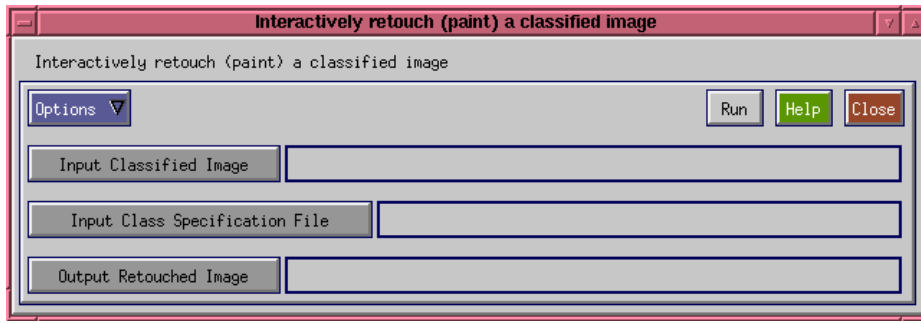 Interactively retouch (paint) a classified image
Interactively retouch (paint) a classified image
Options Run Help Close
Input Classified Image
Input Class Specification File
Output Retouched Image